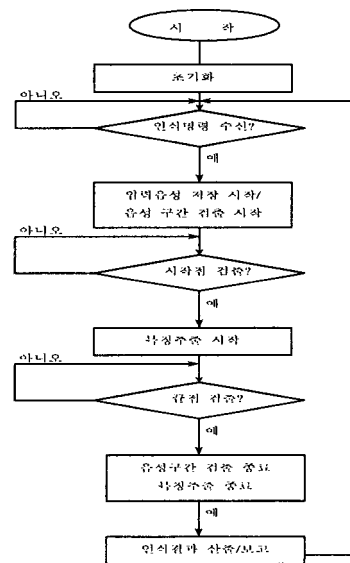 시 작
초기화
아니오
인식명령 수신?
예
입력음성 저장 시작/
음성 구간 검출 시작
아니오
시작점 검출?
예
특징추출 시작
아니오
끝점 검출?
예
음성구간 검출 종료
특징추출 종료
예
인식결과 산출/보고